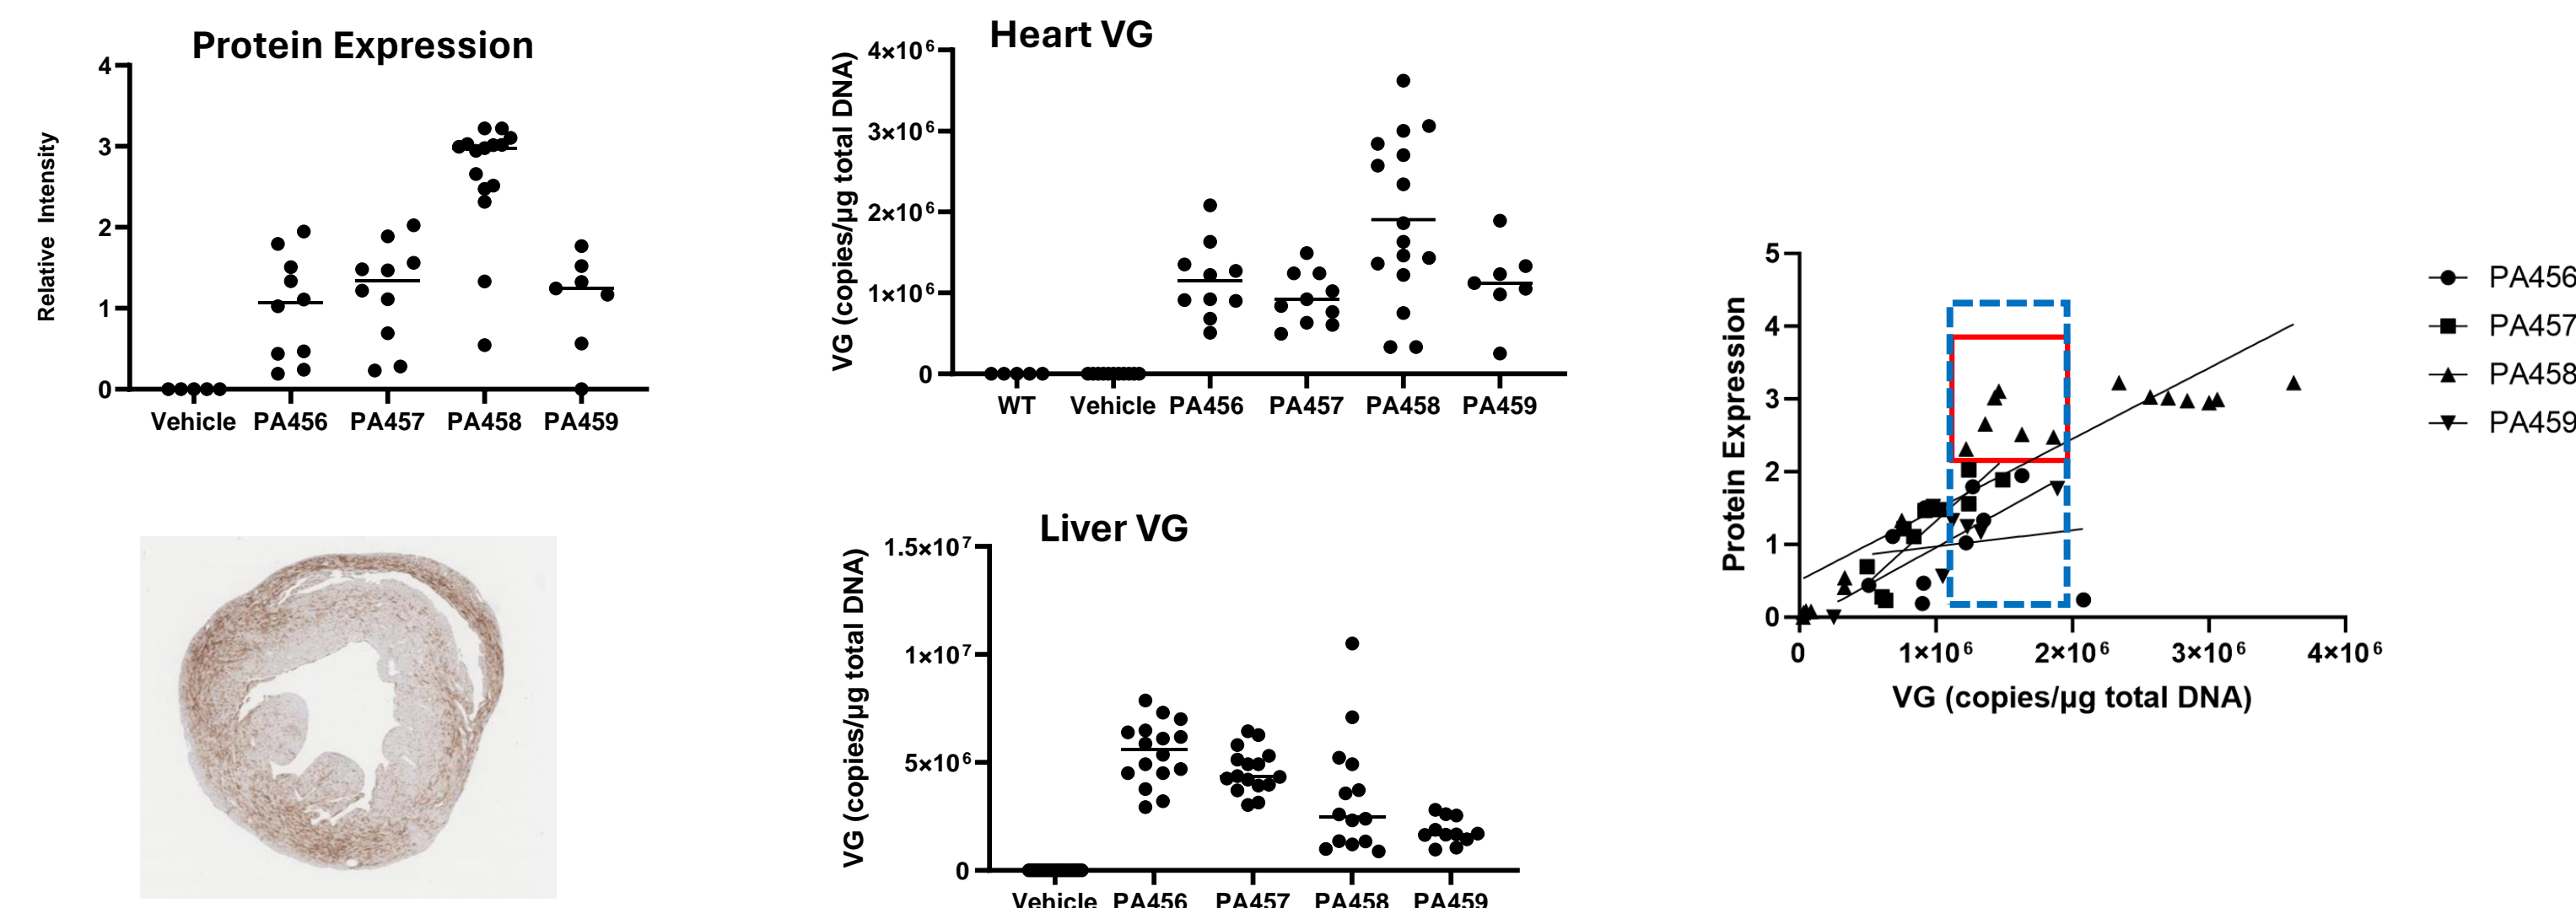 Protein Expression
Relative Intensity
4
3
2
1
0
Vehicle PA456 PA457 PA458 PA459
Heart VG
VG (copies/µg total DNA)
4×10⁶
3×10⁶
2×10⁶
1×10⁶
0
WT Vehicle PA456 PA457 PA458 PA459
Liver VG
VG (copies/µg total DNA)
1.5×10⁷
1×10⁷
5×10⁶
0
Vehicle PA456 PA457 PA458 PA459
Protein Expression
5
4
3
2
1
0
0 1×10⁶ 2×10⁶ 3×10⁶ 4×10⁶
VG (copies/µg total DNA)
PA456
PA457
PA458
PA459